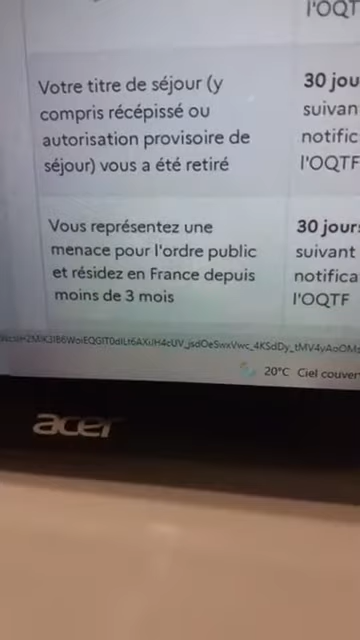 l'OQT
Votre titre de séjour (y
compris récépissé ou
autorisation provisoire de
séjour) vous a été retiré
30 jou
suivan
notific
l'OQTF
Vous représentez une
menace pour l'ordre public
et résidez en France depuis
moins de 3 mois
30 jours
suivant
notifica
l'OQTF
20°C Ciel couver
acer